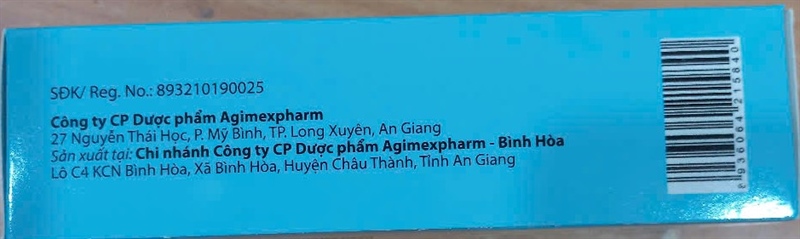 SĐK/ Reg. No.: 893210190025
Công ty CP Dược phẩm Agimexpharm
27 Nguyễn Thái Học, P. Mỹ Bình, TP. Long Xuyên, An Giang
Sản xuất tại: Chi nhánh Công ty CP Dược phẩm Agimexpharm - Bình Hòa
Lô C4 KCN Bình Hòa, Xã Bình Hòa, Huyện Châu Thành, Tỉnh An Giang
8936064215840